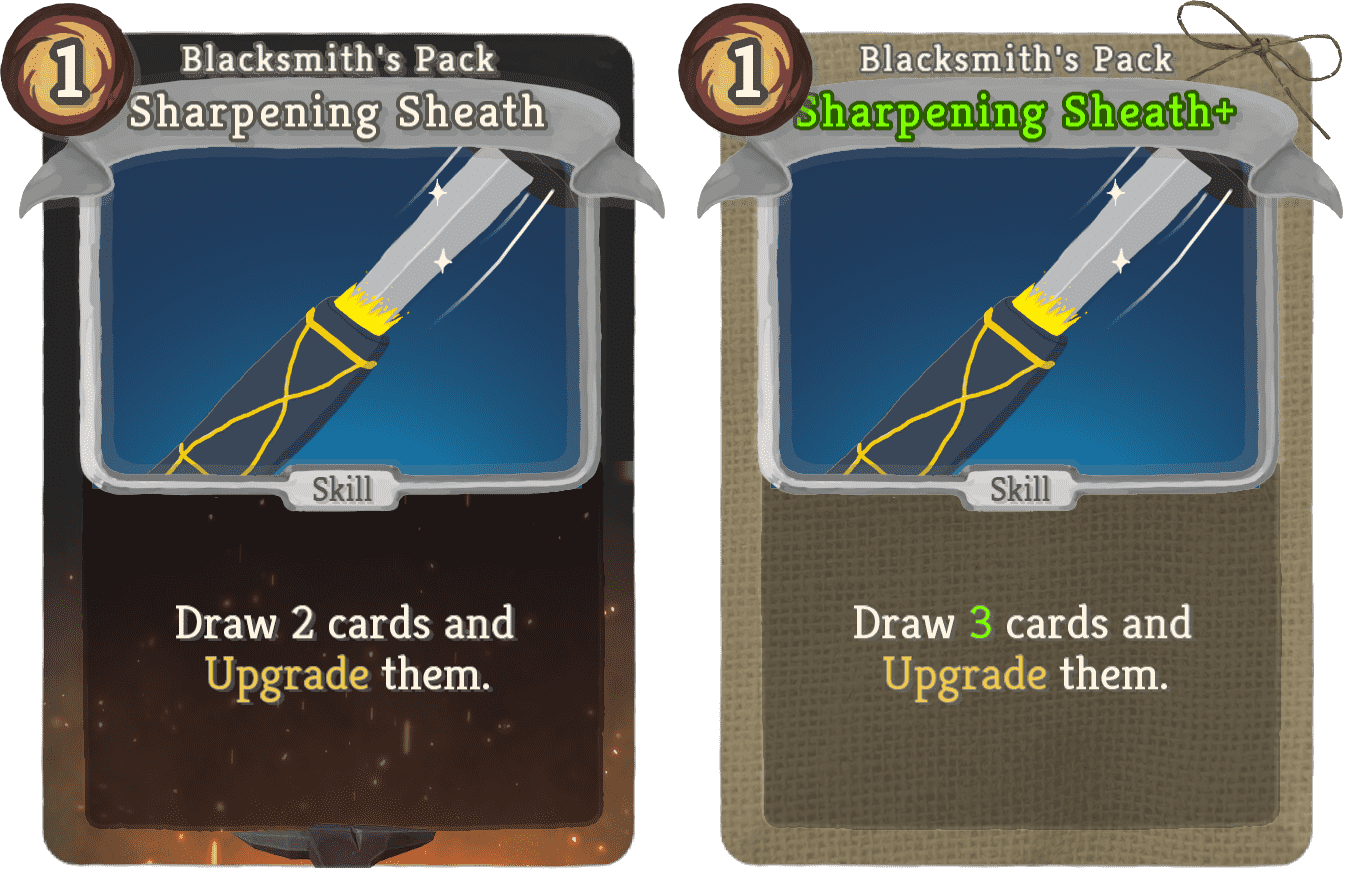 1
Blacksmith's Pack
Sharpening Sheath
Skill
Draw 2 cards and
Upgrade them.
1
Blacksmith's Pack
Sharpening Sheath+
Skill
Draw 3 cards and
Upgrade them.